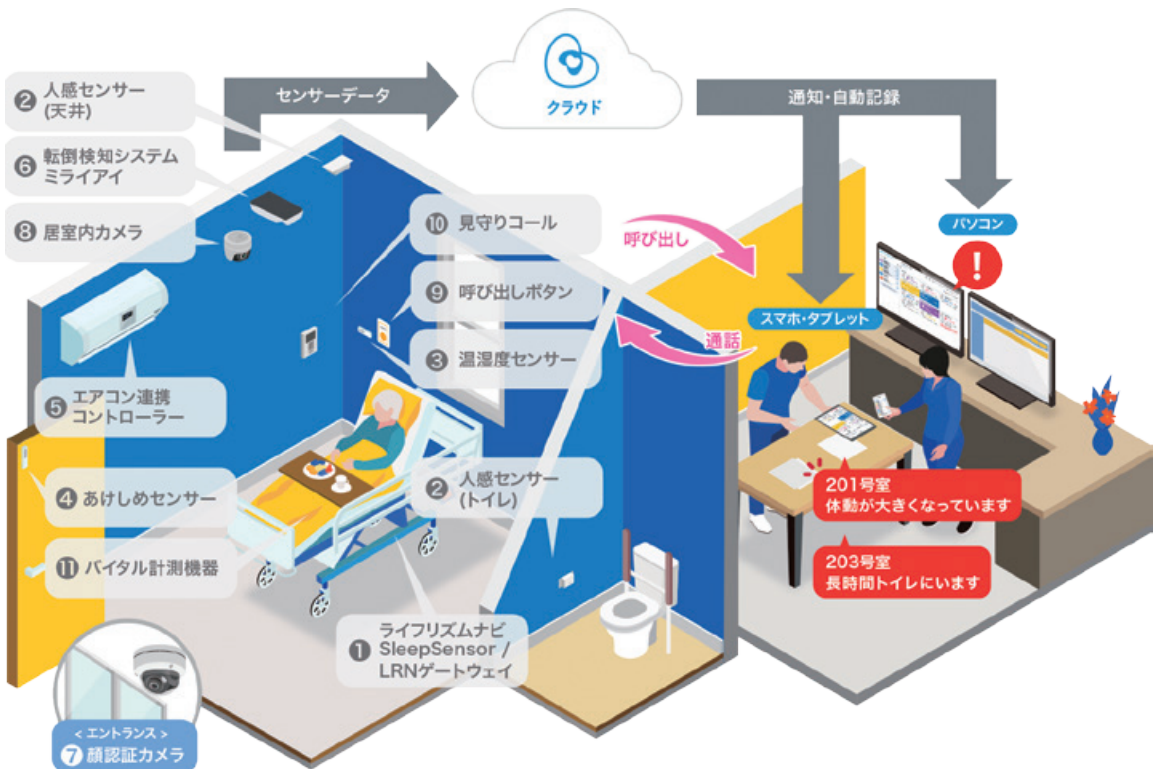 センサーデータ
クラウド
通知・自動記録
❷ 人感センサー
(天井)
❻ 転倒検知システム
ミライアイ
❽ 居室内カメラ
❿ 見守りコール
❾ 呼び出しボタン
❸ 温湿度センサー
❺ エアコン連携
コントローラー
❹ あけしめセンサー
⓫ バイタル計測機器
❷ 人感センサー
(トイレ)
❶ ライフリズムナビ
SleepSensor /
LRNゲートウェイ
< エントランス >
❼ 顔認証カメラ
呼び出し
通話
パソコン
!
スマホ・タブレット
201号室
体動が大きくなっています
203号室
長時間トイレにいます